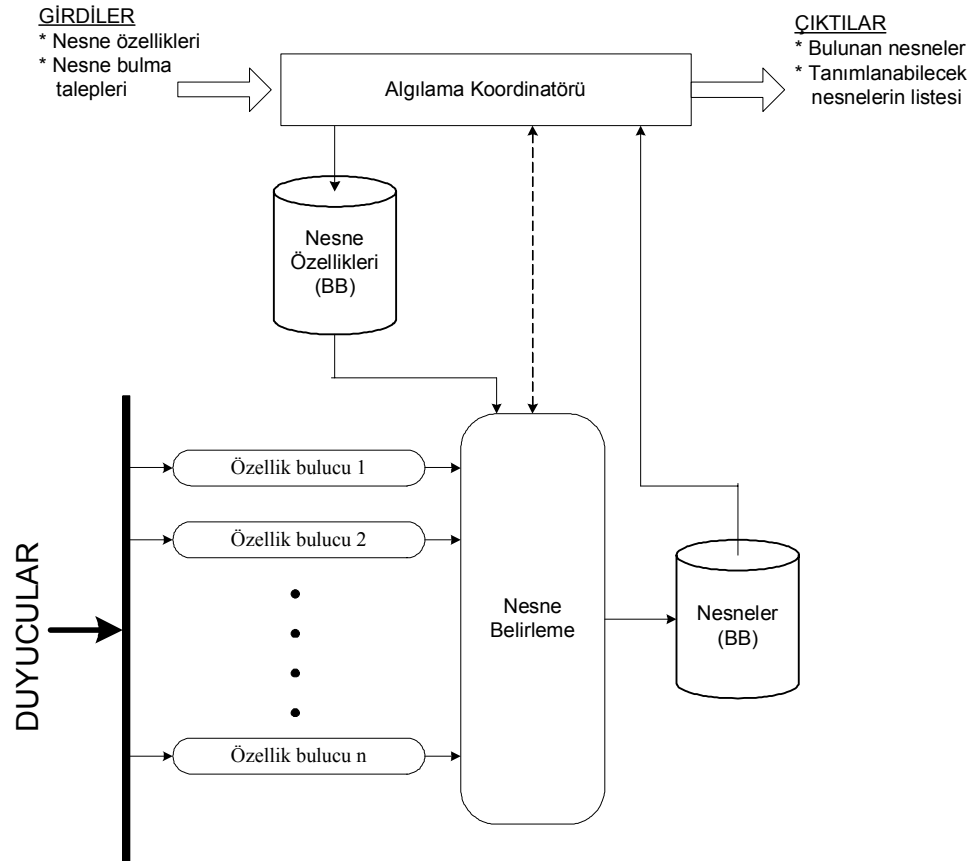 GİRDİLER
* Nesne özellikleri
* Nesne bulma
talepleri
Algılama Koordinatörü
ÇIKTILAR
* Bulunan nesneler
* Tanımlanabilecek
nesnelerin listesi
Nesne
Özellikleri
(BB)
DUYUCULAR
Özellik bulucu 1
Özellik bulucu 2
Özellik bulucu n
Nesne
Belirleme
Nesneler
(BB)